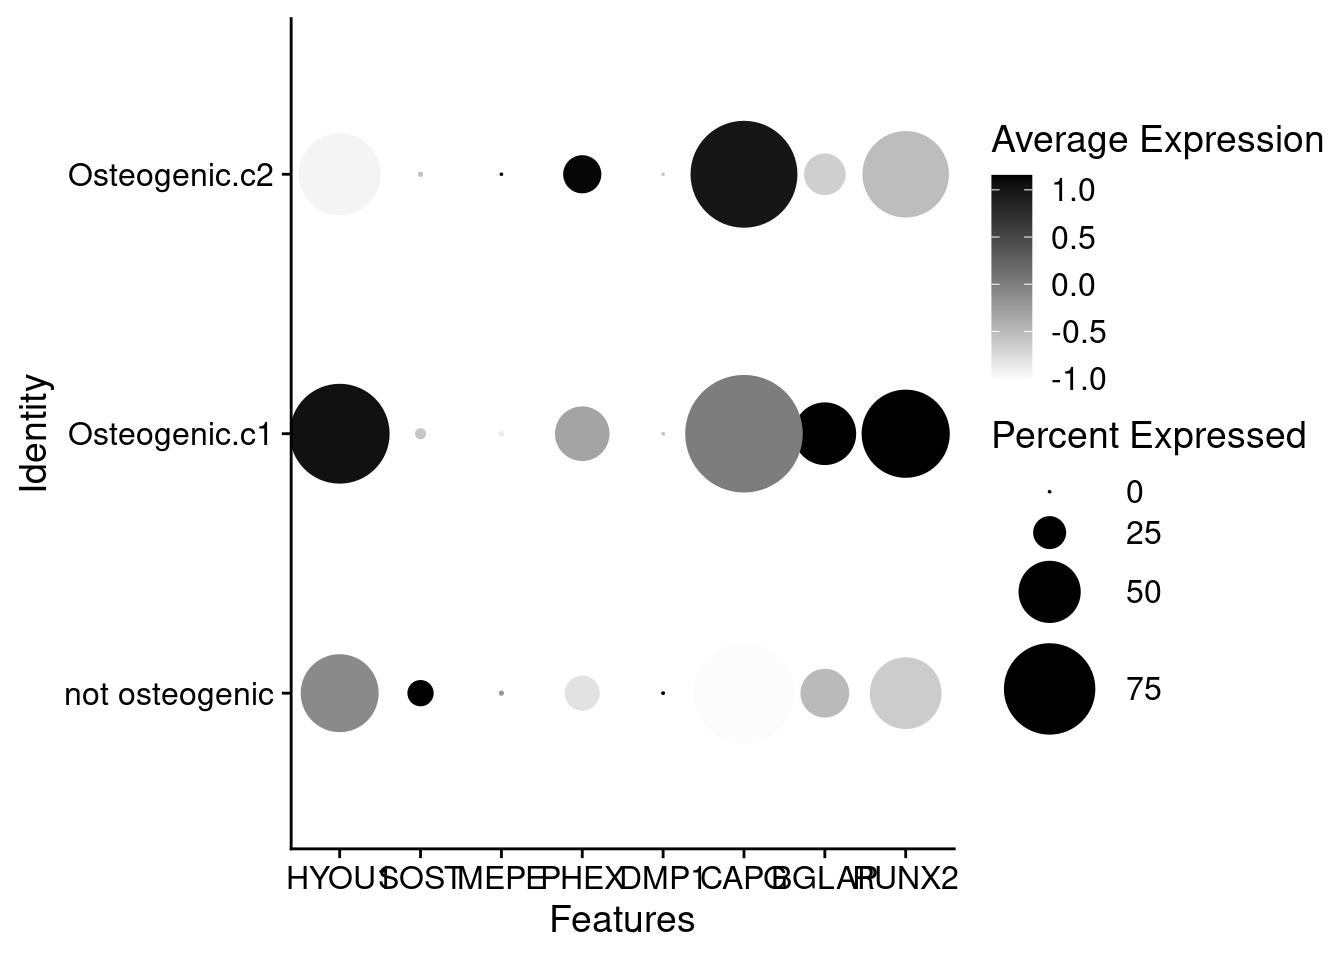 Osteogenic.c2
Osteogenic.c1
not osteogenic
Identity
HYOU1 SOST MEPE PHEX DMP1 CAPG BGLAP RUNX2
Features
Average Expression
1.0
0.5
0.0
-0.5
-1.0
Percent Expressed
0
25
50
75